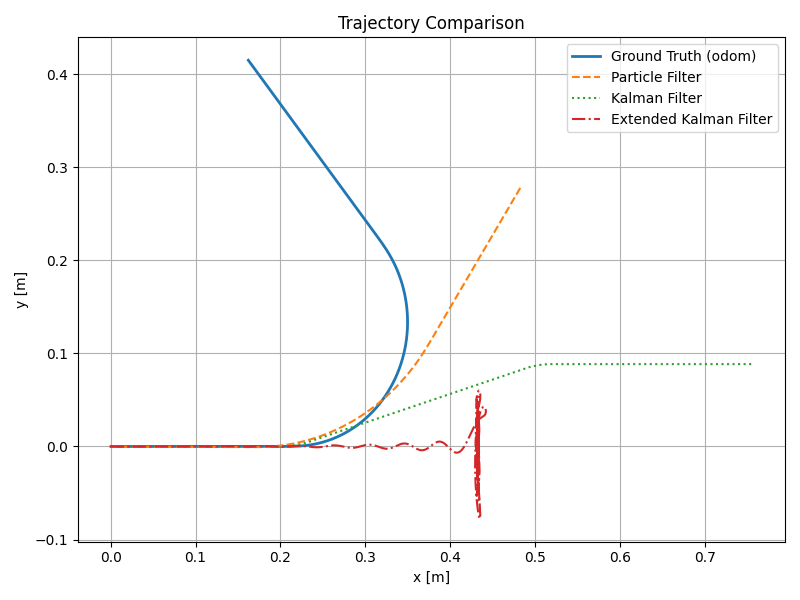 Trajectory Comparison
Ground Truth (odom)
Particle Filter
Kalman Filter
Extended Kalman Filter
y [m]
0.4
0.3
0.2
0.1
0.0
−0.1
0.0 0.1 0.2 0.3 0.4 0.5 0.6 0.7
x [m]